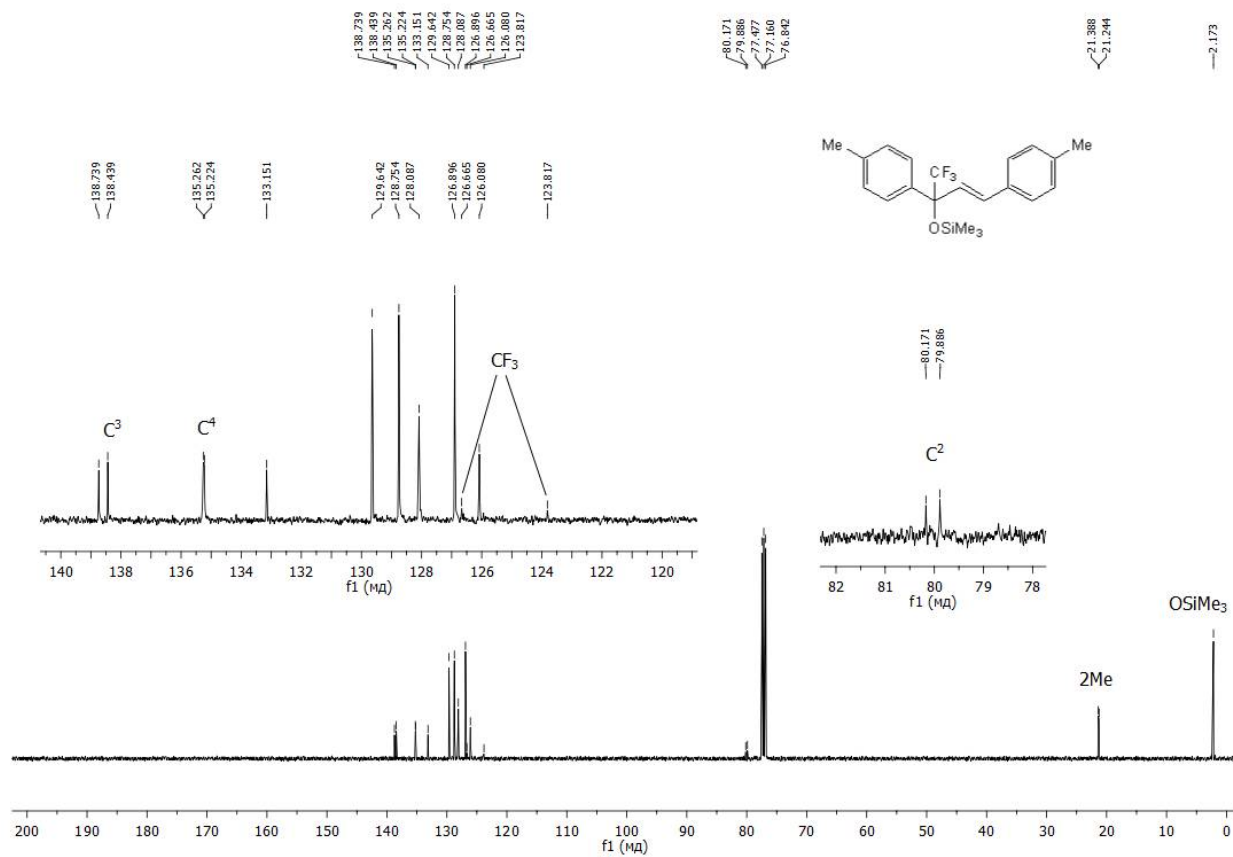 138.739
138.439
135.262
135.224
133.151
129.642
128.754
128.087
126.896
126.665
126.080
123.817
80.171
79.886
77.477
77.160
76.842
21.388
21.244
2.173
138.739
138.439
135.262
135.224
133.151
129.642
128.754
128.087
126.896
126.665
126.080
123.817
Me
CF3
Me
OSiMe3
80.171
79.886
CF3
C3
C4
C2
140 138 136 134 132 130 128 126 124 122 120
f1 (мд)
82 81 80 79 78
f1 (мд)
OSiMe3
2Me
200 190 180 170 160 150 140 130 120 110 100 90 80 70 60 50 40 30 20 10 0
f1 (мд)